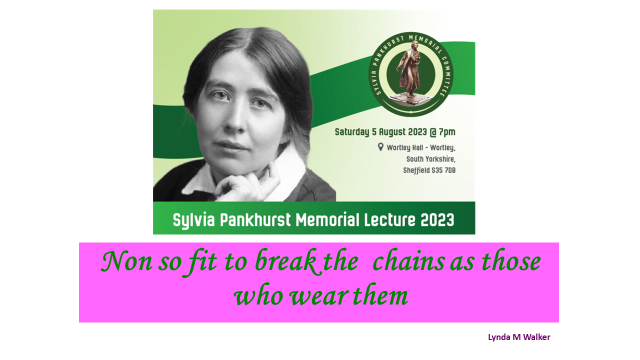 SYLVIA PANKHURST MEMORIAL COMMITTEE
Saturday 5 August 2023 @ 7pm
Wortley Hall - Wortley,
South Yorkshire,
Sheffield S35 7DB
Sylvia Pankhurst Memorial Lecture 2023
Non so fit to break the chains as those
who wear them
Lynda M Walker